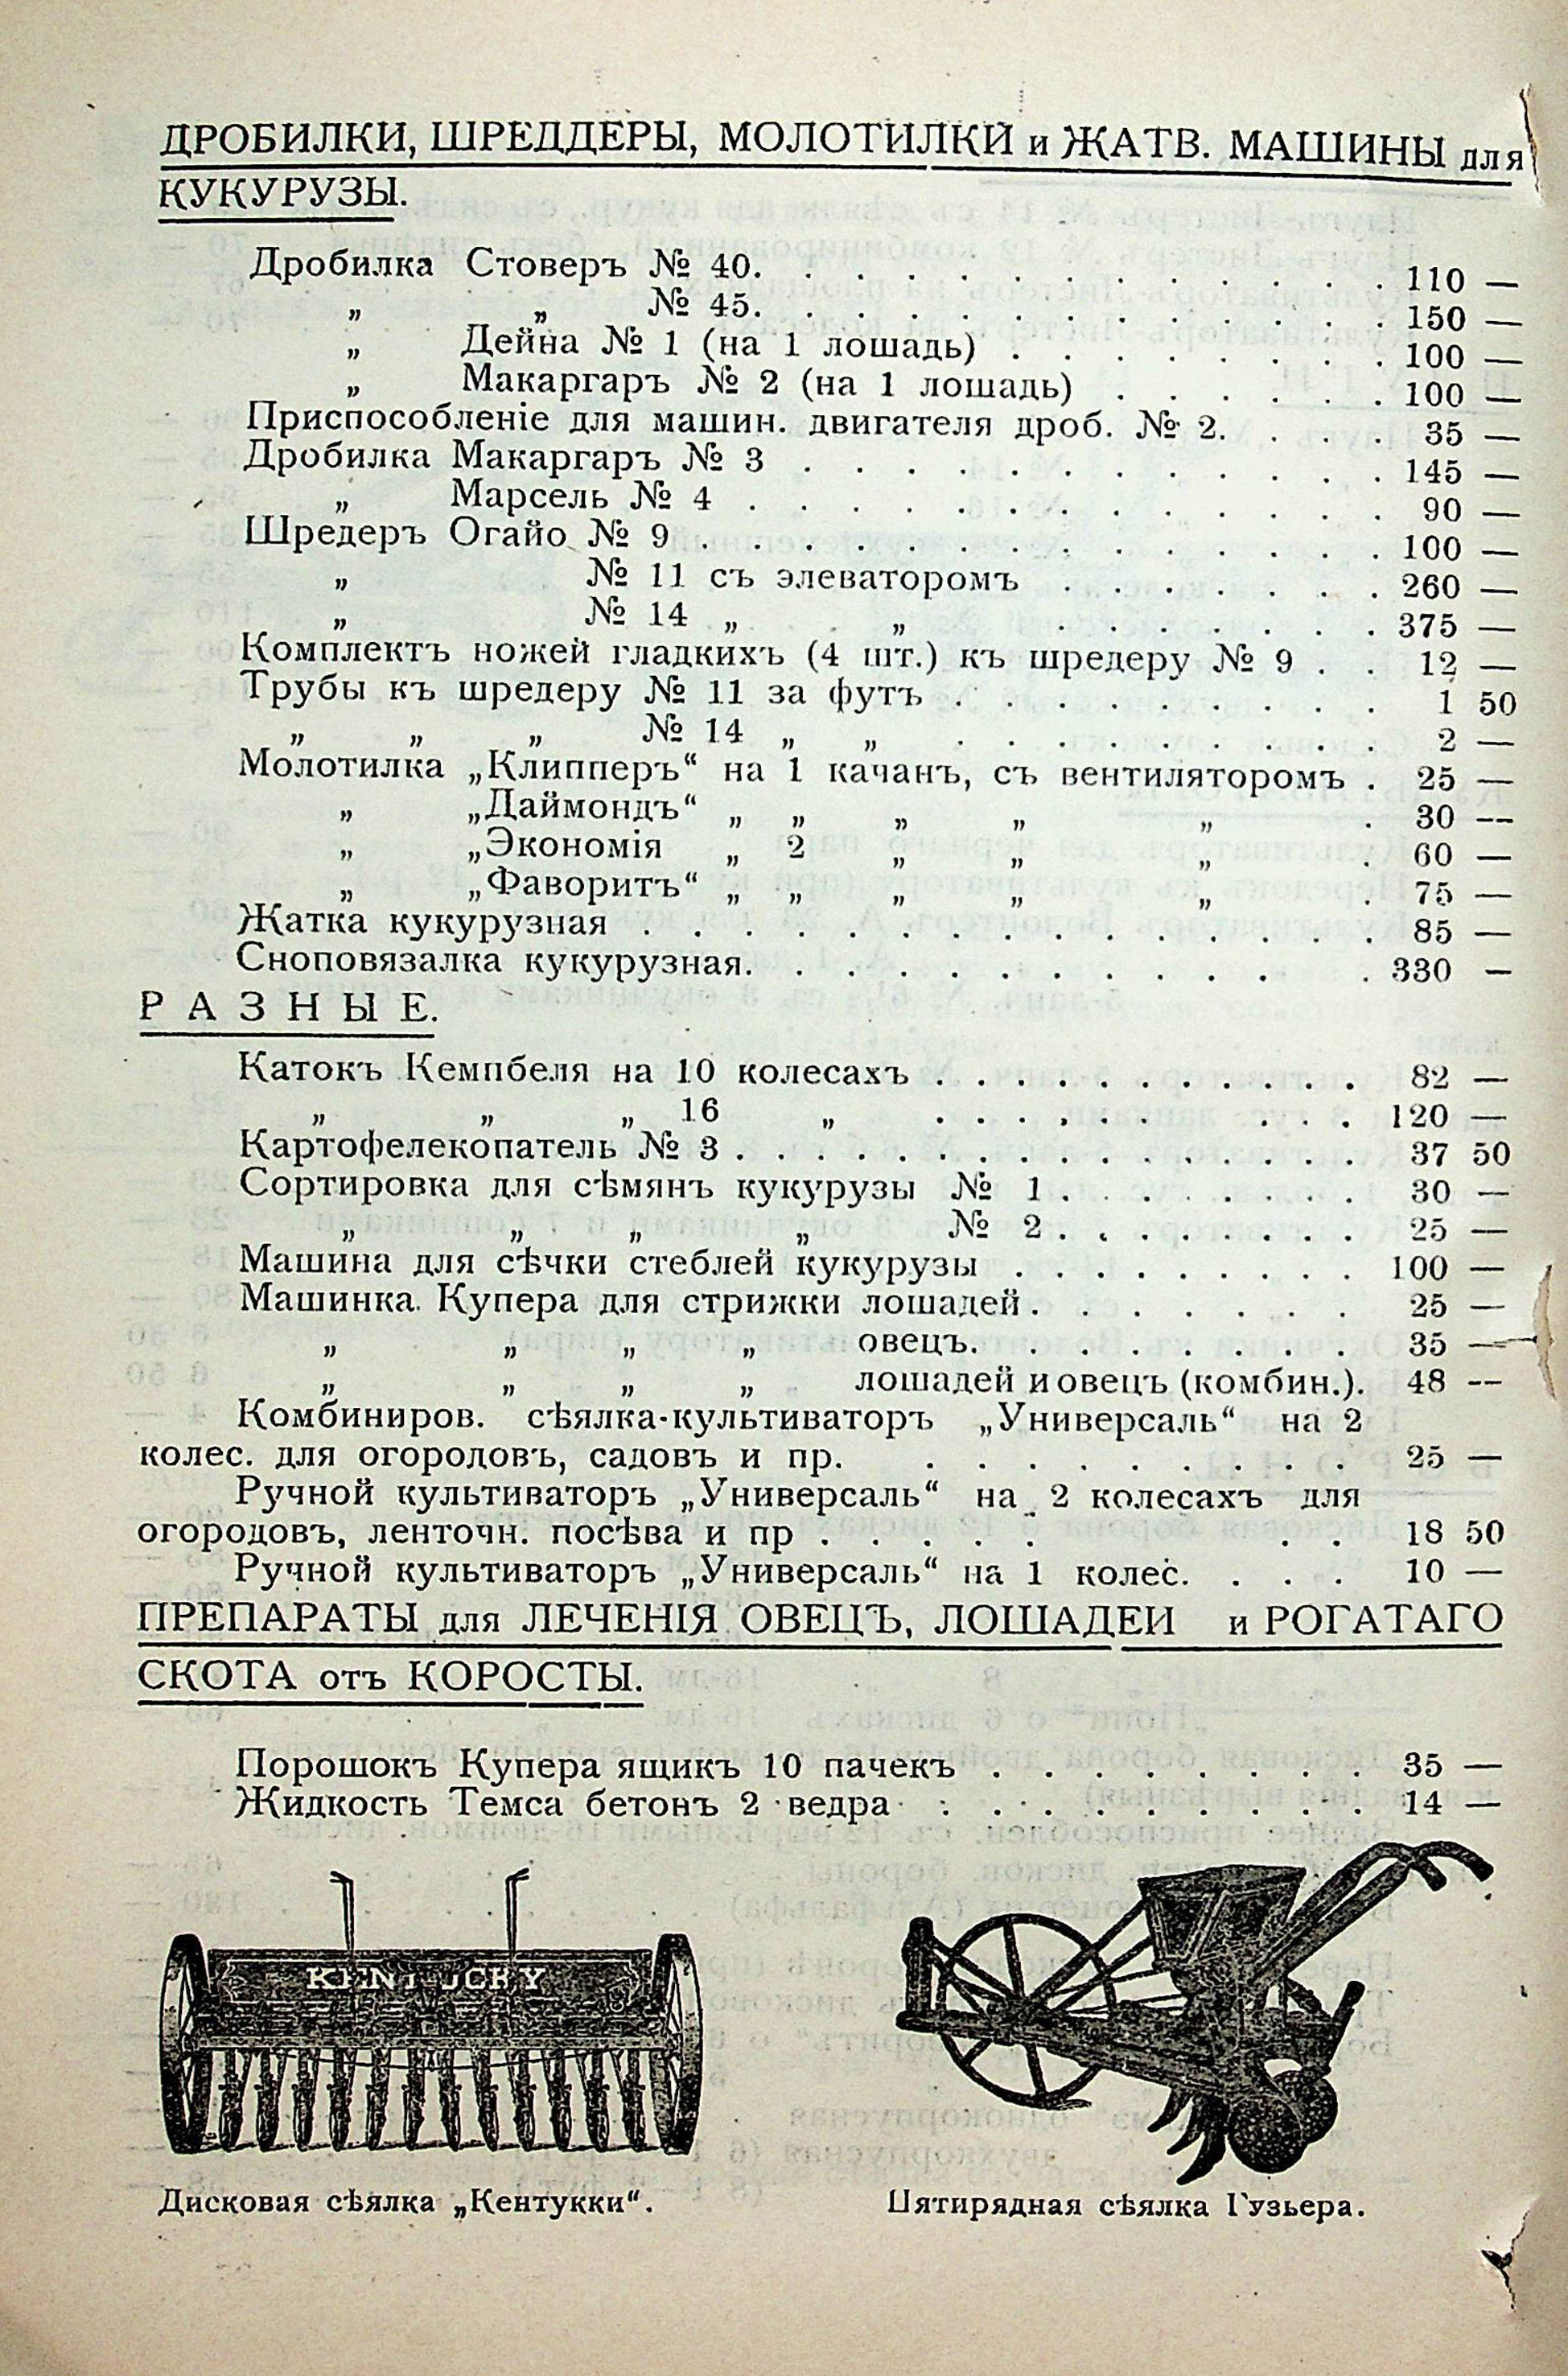 ДРОБИЛКИ, ШРЕДДЕРЫ, МОЛОТИЛКИ и ЖАТВ. МАШИНЫ для
КУКУРУЗЫ.
Дробилка Стоверъ № 40. . . . . . . . . . . . . 110 —
„ „ № 45. . . . . . . . . . . . . 150 —
„ Дейна № 1 (на 1 лошадь) . . . . . . . . 100 —
„ Макаргаръ № 2 (на 1 лошадь) . . . . . . 100 —
Приспособленіе для машин. двигателя дроб. № 2. . . . 35 —
Дробилка Макаргаръ № 3 . . . . . . . . . . . . 145 —
„ Марсель № 4 . . . . . . . . . . . . . 90 —
Шредеръ Огайо № 9 . . . . . . . . . . . . . . 100 —
„ № 11 съ элеваторомъ . . . . . . . 260 —
„ № 14 „ „ . . . . . . . 375 —
Комплектъ ножей гладкихъ (4 шт.) къ шредеру № 9 . . 12 —
Трубы къ шредеру № 11 за футъ . . . . . . . . . 1 50
„ „ „ № 14 „ „ . . . . . . . . . 2 —
Молотилка „Клипперъ“ на 1 качанъ, съ вентиляторомъ . 25 —
„ „Даймондъ“ „ „ „ „ „ . 30 —
„ „Экономія „ 2 „ „ „ . 60 —
„ „Фаворитъ“ „ „ „ „ „ . 75 —
Жатка кукурузная . . . . . . . . . . . . . . . 85 —
Сноповязалка кукурузная. . . . . . . . . . . . 330 —
РАЗНЫЕ.
Катокъ Кемпбеля на 10 колесахъ . . . . . . . . . . . 82 —
„ „ „ 16 „ . . . . . . . . . . 120 —
Картофелекопатель № 3 . . . . . . . . . . . . . . . . 37 50
Сортировка для сѣмянъ кукурузы № 1 . . . . . . . . 30 —
„ „ „ „ № 2 . . . . . . . . 25 —
Машина для сѣчки стеблей кукурузы . . . . . . . . . 100 —
Машинка. Купера для стрижки лошадей . . . . . . . 25 —
„ „ „ „ овецъ. . . . . . . . 35 —
„ „ „ „ лошадей и овецъ (комбин.). 48 —
Комбиниров. сѣялка-культиваторъ „Универсаль“ на 2
колес. для огородовъ, садовъ и пр. . . . . . . . . . 25 —
Ручной культиваторъ „Универсаль“ на 2 колесахъ для
огородовъ, ленточн. посѣва и пр . . . . . . . 18 50
Ручной культиваторъ „Универсаль“ на 1 колес. . . . 10 —
ПРЕПАРАТЫ для ЛЕЧЕНІЯ ОВЕЦЪ, ЛОШАДЕИ и РОГАТАГО
СКОТА отъ КОРОСТЫ.
Порошокъ Купера ящикъ 10 пачекъ . . . . . . . . 35 —
Жидкость Темса бетонъ 2 ведра . . . . . . . . . 14 —
KENTUCKY
Дисковая сѣялка „Кентукки“.
Пятирядная сѣялка Гузьера.